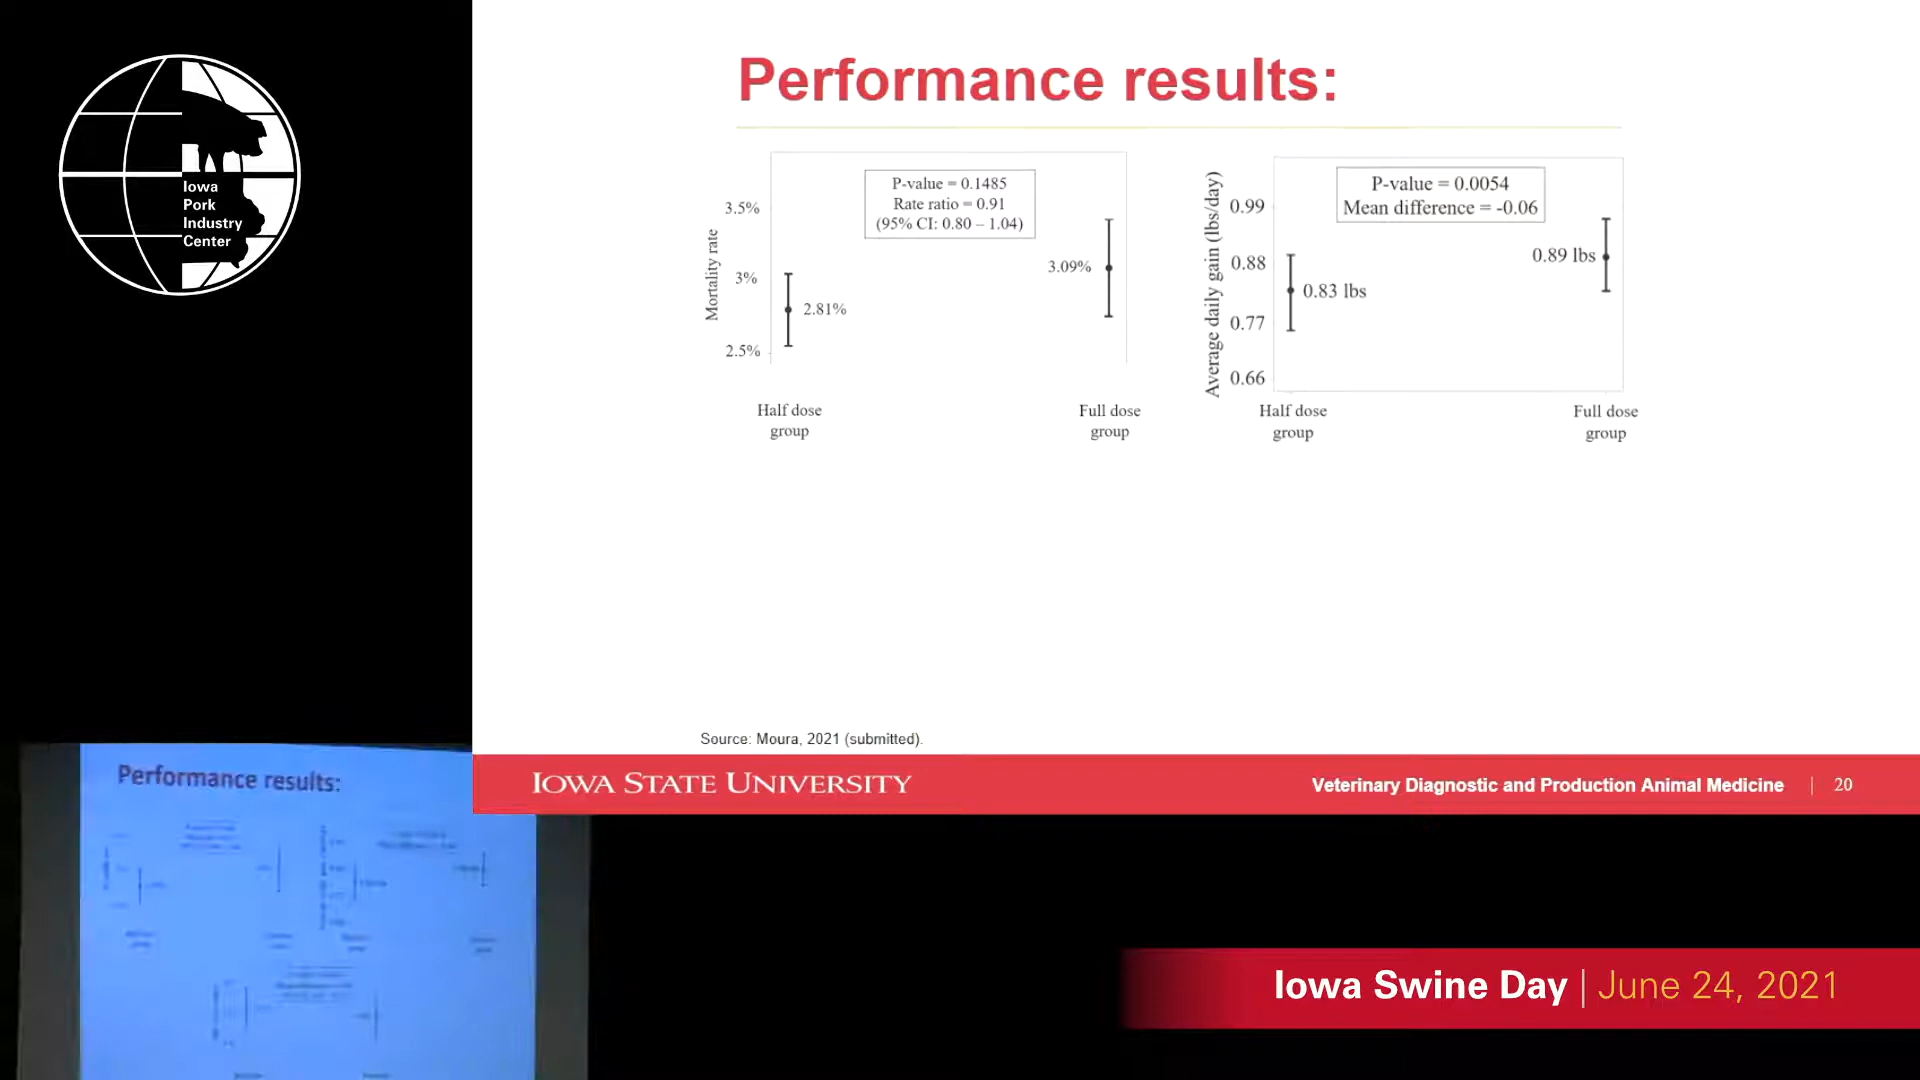 Iowa
Pork
Industry
Center
Performance results:
P-value = 0.1485
Rate ratio = 0.91
(95% CI: 0.80 – 1.04)
Mortality rate
3.5%
3%
2.5%
2.81%
3.09%
Half dose
group
Full dose
group
P-value = 0.0054
Mean difference = -0.06
Average daily gain (lbs/day)
0.99
0.88
0.77
0.66
0.83 lbs
0.89 lbs
Half dose
group
Full dose
group
Source: Moura, 2021 (submitted).
IOWA STATE UNIVERSITY
Veterinary Diagnostic and Production Animal Medicine | 20
Performance results:
Iowa Swine Day | June 24, 2021